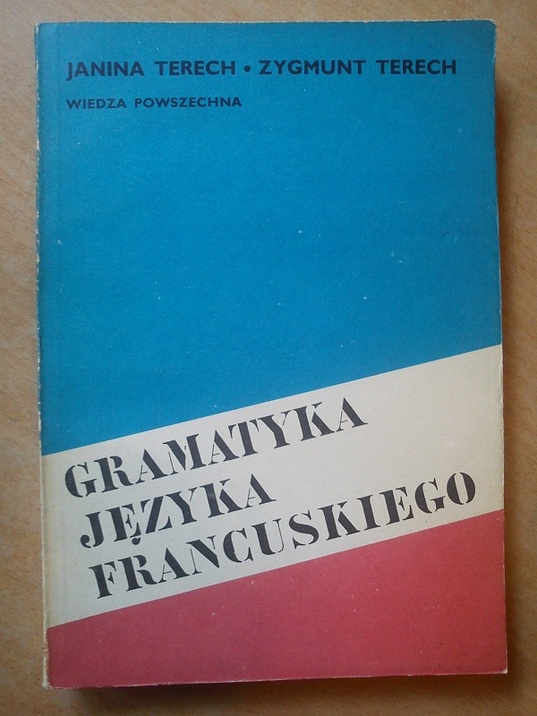 JANINA TERECH • ZYGMUNT TERECH
WIEDZA POWSZECHNA
GRAMATYKA
JĘZYKA
FRANCUSKIEGO